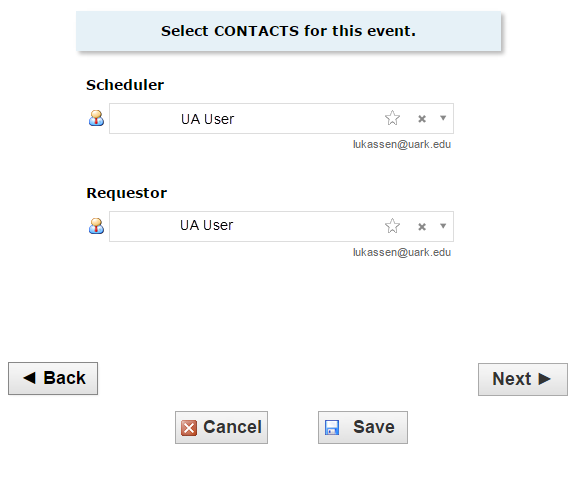 Select CONTACTS for this event.
Scheduler
UA User
lukassen@uark.edu
Requestor
UA User
lukassen@uark.edu
Back
Next
Cancel
Save